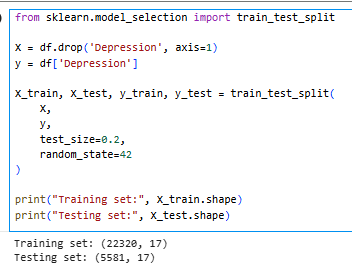 from sklearn.model_selection import train_test_split
X = df.drop('Depression', axis=1)
y = df['Depression']
X_train, X_test, y_train, y_test = train_test_split(
    X,
    y,
    test_size=0.2,
    random_state=42
)
print("Training set:", X_train.shape)
print("Testing set:", X_test.shape)
Training set: (22320, 17)
Testing set: (5581, 17)